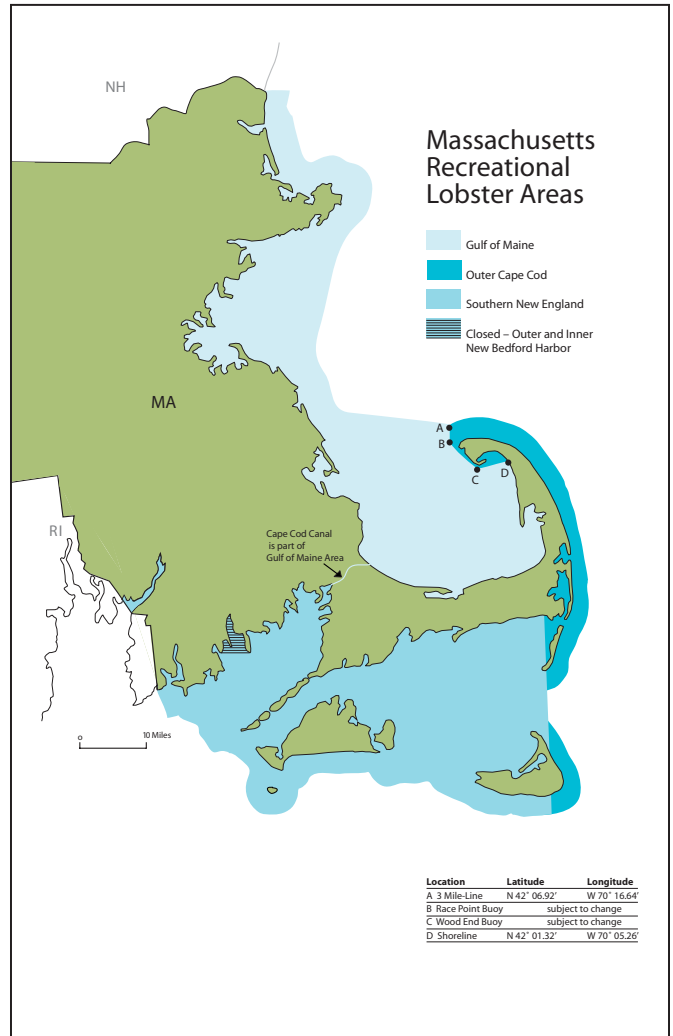 NH
Massachusetts
Recreational
Lobster Areas
Gulf of Maine
Outer Cape Cod
Southern New England
Closed – Outer and Inner
New Bedford Harbor
MA
A
B
C
D
RI
Cape Cod Canal
is part of
Gulf of Maine Area
0 10 Miles
Location Latitude Longitude
A 3 Mile-Line N 42° 06.92' W 70° 16.64'
B Race Point Buoy subject to change
C Wood End Buoy subject to change
D Shoreline N 42° 01.32' W 70° 05.26'